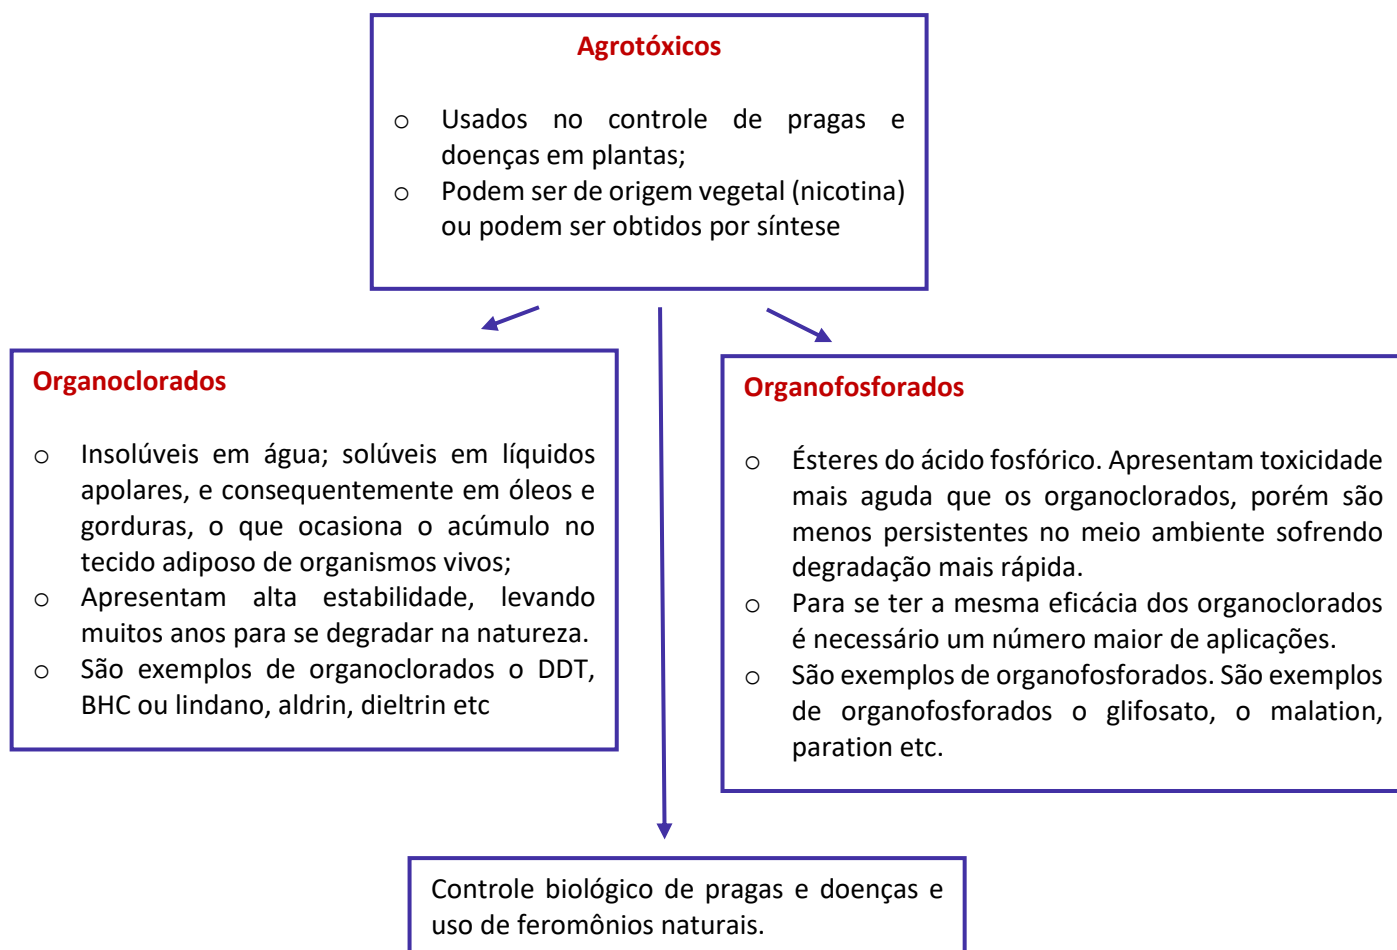 Agrotóxicos
o Usados no controle de pragas e
doenças em plantas;
o Podem ser de origem vegetal (nicotina)
ou podem ser obtidos por síntese
Organoclorados
o Insolúveis em água; solúveis em líquidos
apolares, e consequentemente em óleos e
gorduras, o que ocasiona o acúmulo no
tecido adiposo de organismos vivos;
o Apresentam alta estabilidade, levando
muitos anos para se degradar na natureza.
o São exemplos de organoclorados o DDT,
BHC ou lindano, aldrin, dieltrin etc
Organofosforados
o Ésteres do ácido fosfórico. Apresentam toxicidade
mais aguda que os organoclorados, porém são
menos persistentes no meio ambiente sofrendo
degradação mais rápida.
o Para se ter a mesma eficácia dos organoclorados
é necessário um número maior de aplicações.
o São exemplos de organofosforados. São exemplos
de organofosforados o glifosato, o malation,
paration etc.
Controle biológico de pragas e doenças e
uso de feromônios naturais.